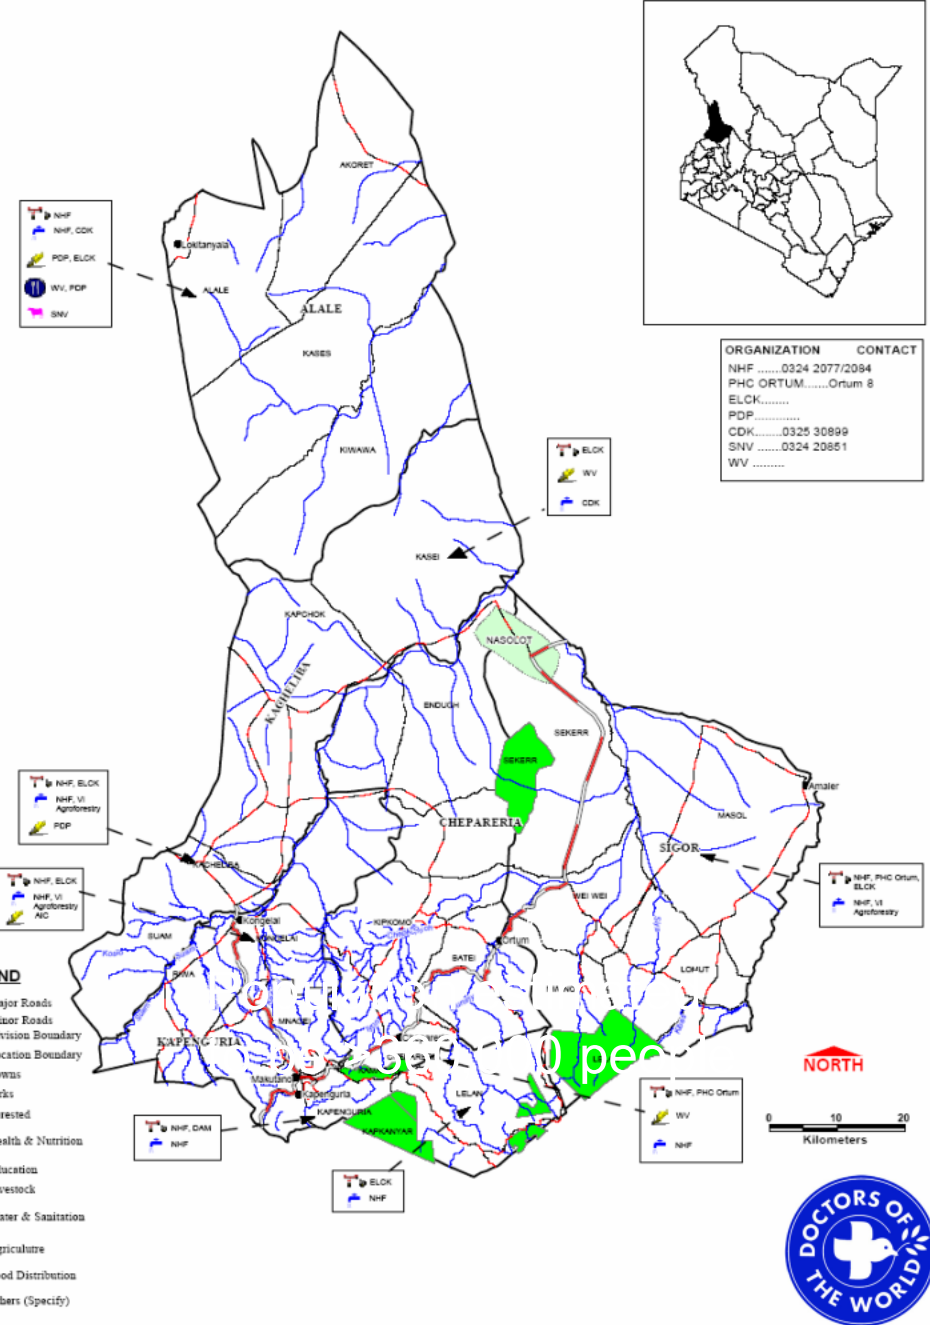 AKORET
NHF
NHF, CDK
PDP, ELCK
WV, PDP
SNV
Lokitanyala
ALALE
ALALE
KASES
KIWAWA
ORGANIZATION CONTACT
NHF .......0324 2077/2084
PHC ORTUM.......Ortum 8
ELCK........
PDP.............
CDK........0325 30899
SNV ......0324 20851
WV .........
ELCK
WV
CDK
KASEI
KAPCHOK
NASOLOT
KACHELIBA
ENDUGH
SEKERR
SEKERR
NHF, ELCK
NHF, VI
Agroforestry
PDP
Amaler
MASOL
CHEPARERIA
SIGOR
KACHELIBA
NHF, ELCK
NHF, VI
Agroforestry
AIC
NHF, PHC Ortum,
ELCK
NHF, VI
Agroforestry
WEI WEI
Kongelai
KIPKOMO
SUAM
Ortum
BATEI
RIWA
LOMUT
ND
ajor Roads
inor Roads
vision Boundary
ocation Boundary
owns
rks
rested
ealth & Nutrition
ducation
vestock
ater & Sanitation
griculutre
ood Distribution
hers (Specify)
MNAGEI
KAPENGURIA
Makutano
Kapenguria
KAPENGURIA
LELAN
KAPKANYAR
NORTH
0 20
Kilometers
NHF, PHC Ortum
WV
NHF
NHF, DAM
NHF
ELCK
NHF
DOCTORS OF
THE WORLD